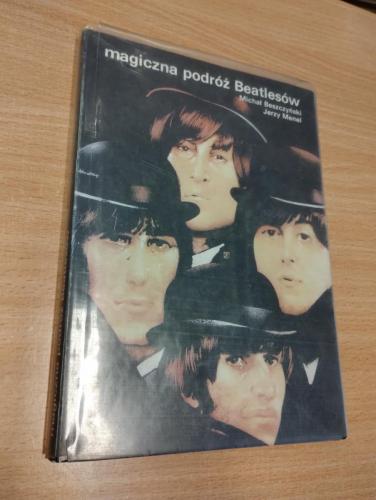 magiczna podróż Beatlesów
Michał Beszczyński
Jerzy Menel